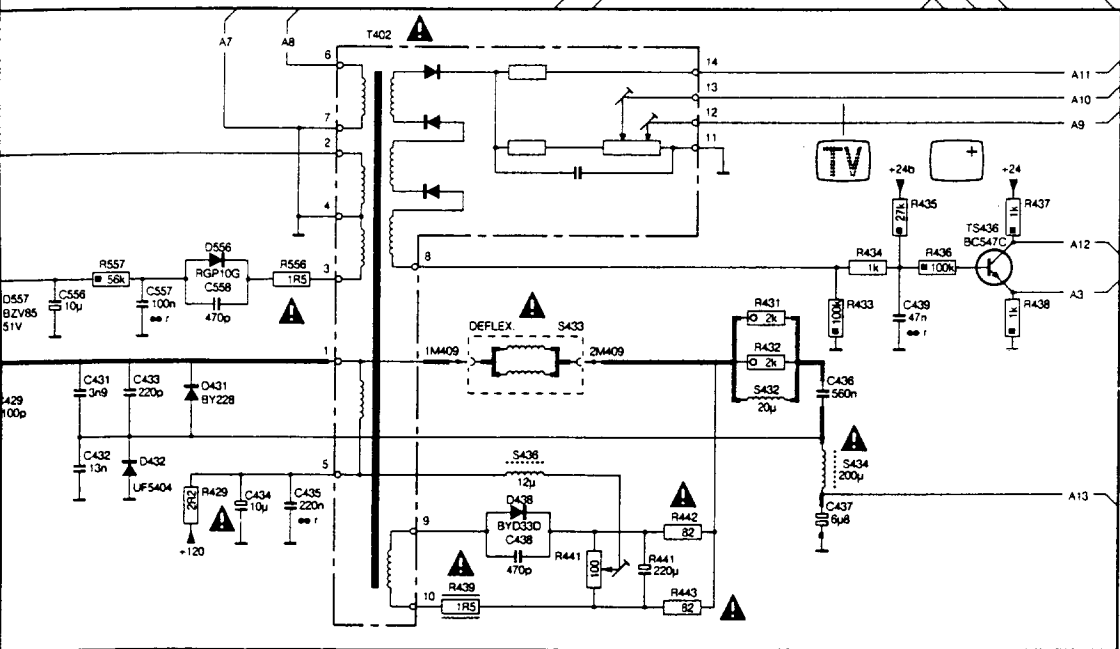 A7
A8
T402
6
7
2
4
3
1
5
14
13
12
11
8
9
10
A11
A10
A9
TV
+
+24b
+24
27k
R435
1k
R437
TS436
BC547C
A12
R434
1k
R436
100k
A3
100k
R433
C439
47n
r
1k
R438
D557
BZV85
51V
C556
10µ
R557
56k
C557
100n
r
D556
RGP10G
C558
470p
R556
1R5
DEFLEX.
S433
1M409
2M409
R431
2k
R432
2k
S432
20µ
C436
560n
C429
100p
C431
3n9
C433
220p
D431
BY228
C432
13n
D432
UF5404
2R2
R429
+120
C434
10µ
C435
220n
r
S436
12µ
D438
BYD33D
C438
470p
R439
1R5
R441
100
R441
220µ
R442
82
R443
82
S434
200µ
C437
6µ8
A13